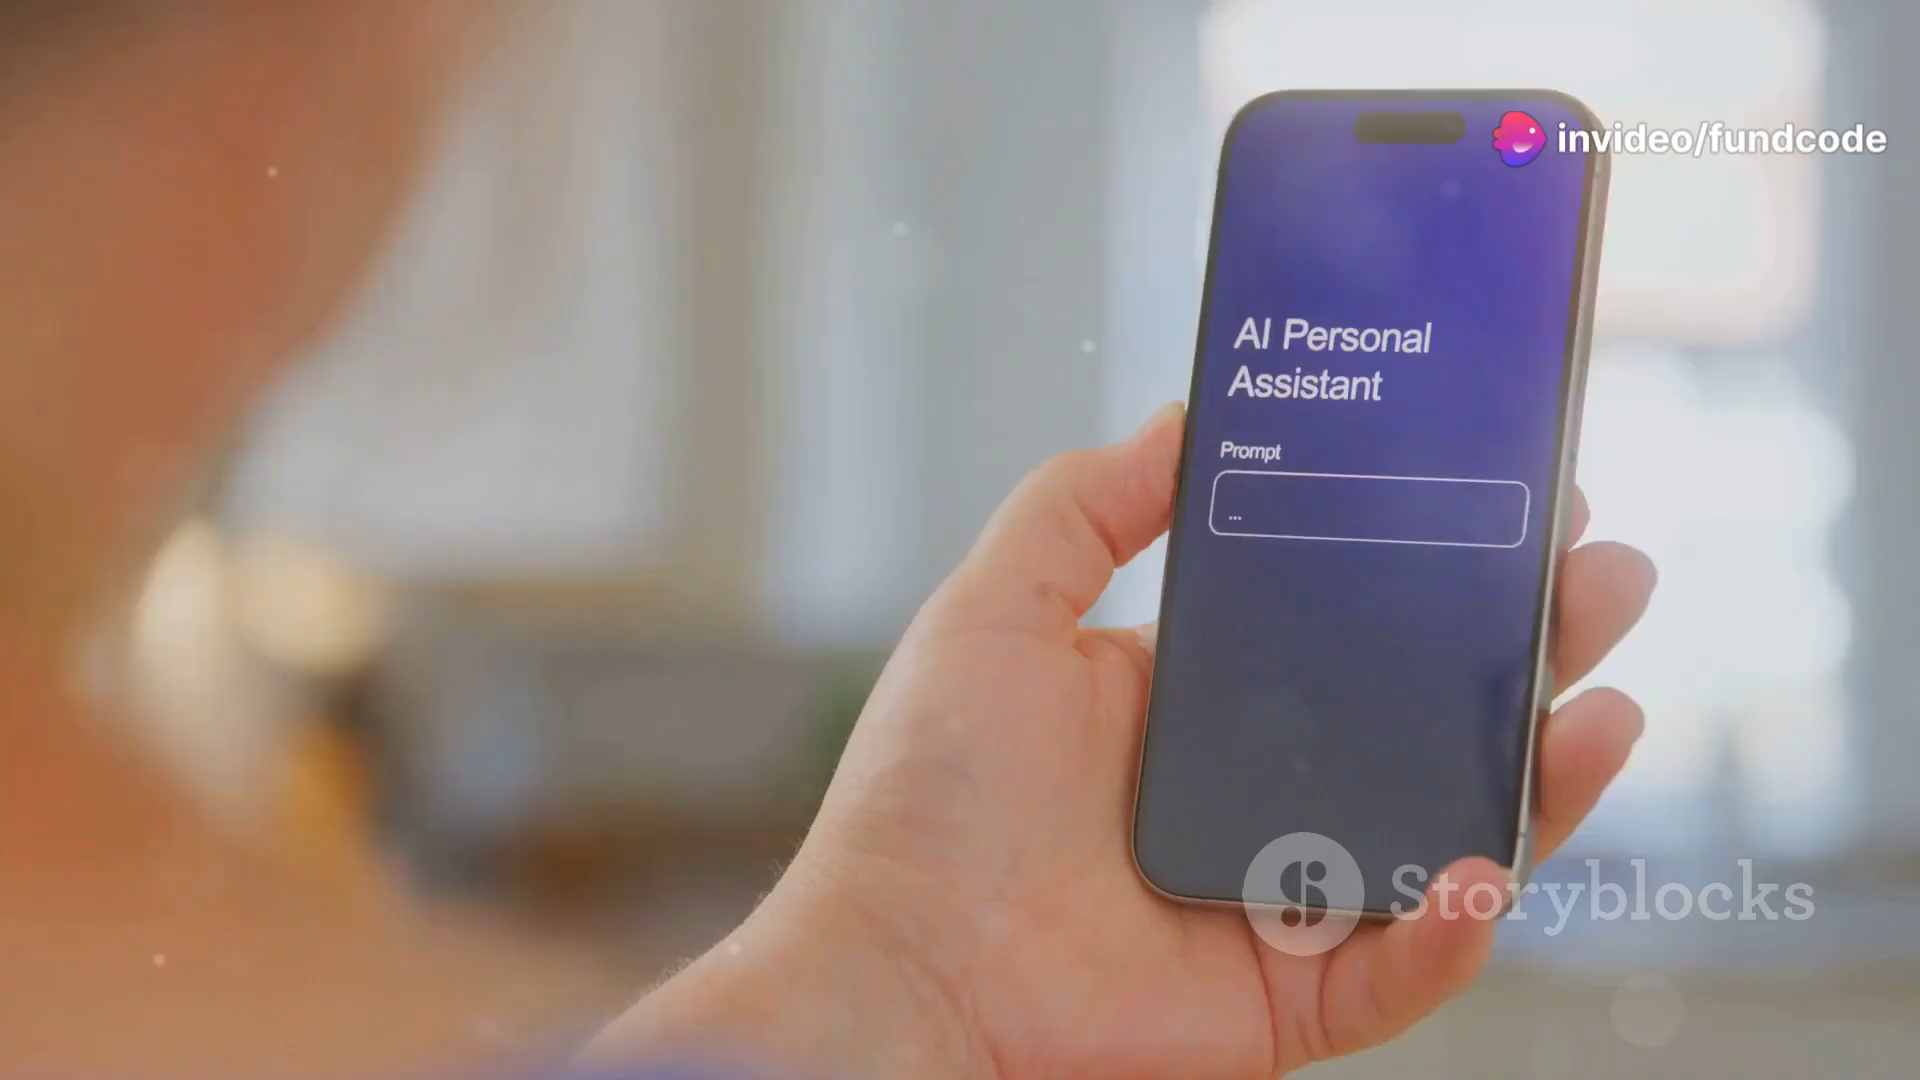 invideo/fundcode
AI Personal
Assistant
Prompt
...
Storyblocks